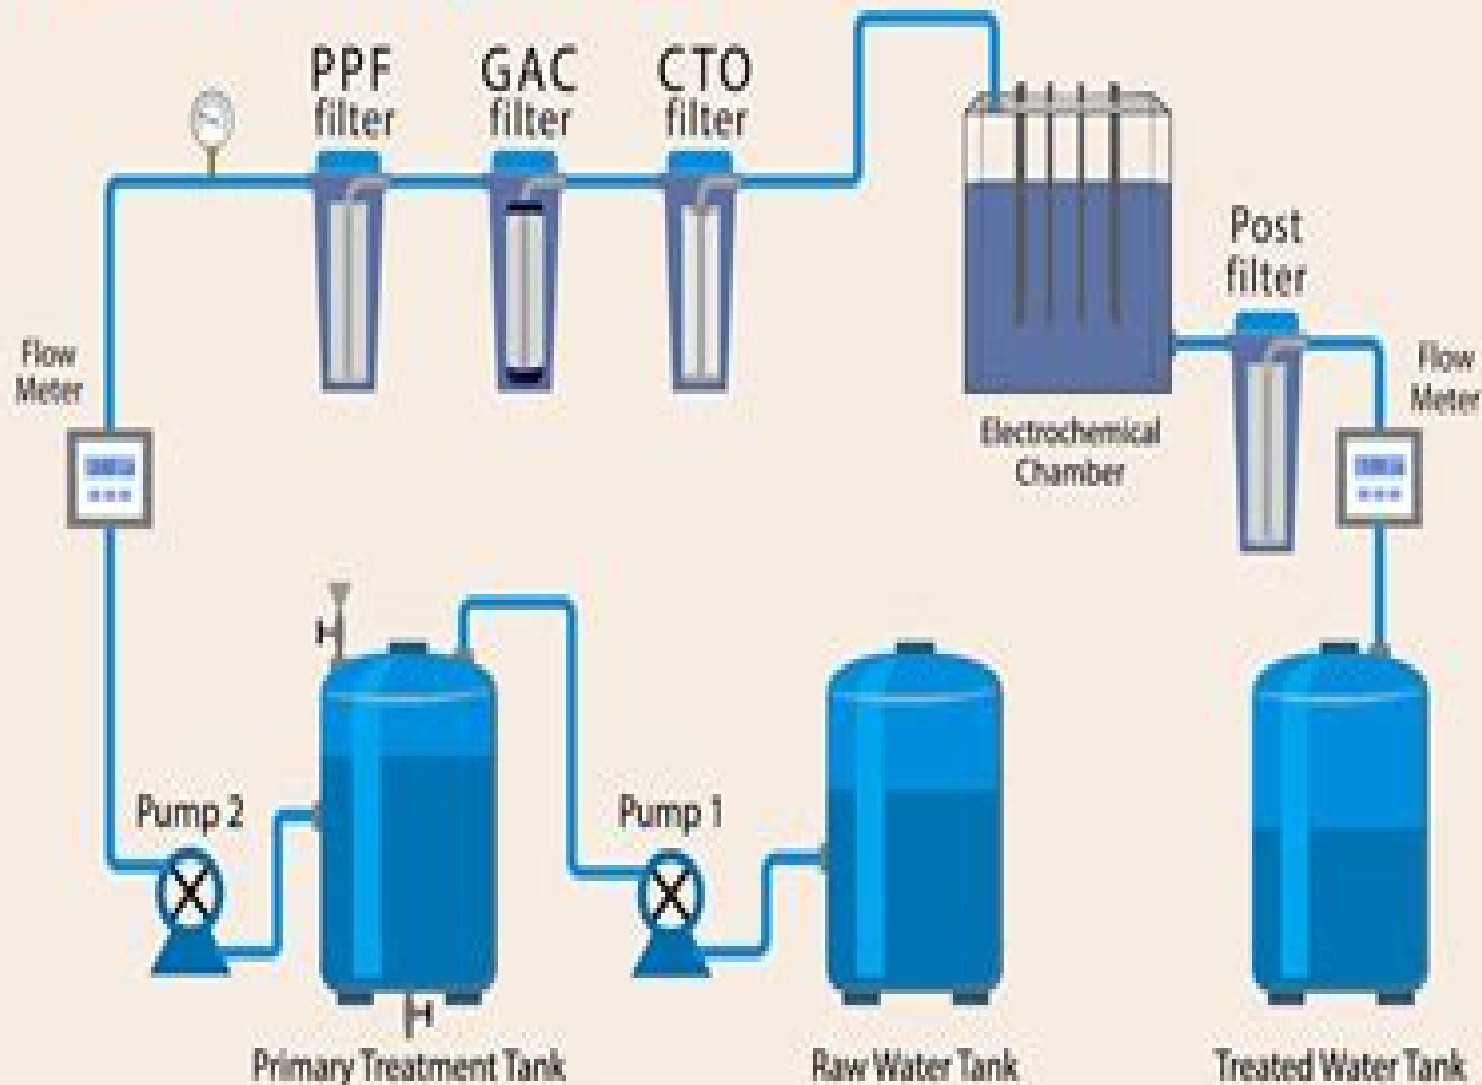 PPF
filter
GAC
filter
CTO
filter
Post
filter
Flow
Meter
Flow
Meter
Electrochemical
Chamber
Pump 2
Pump 1
Primary Treatment Tank
Raw Water Tank
Treated Water Tank